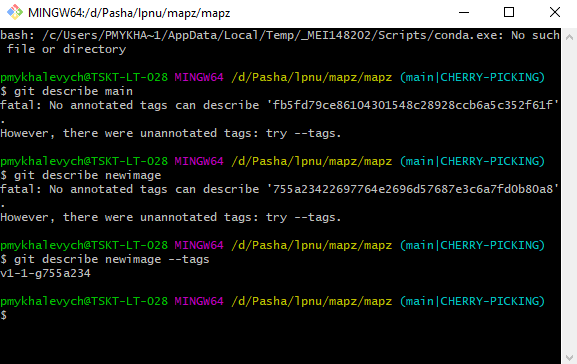 MINGW64:/d/Pasha/lpnu/mapz/mapz
bash: /c/Users/PMYKHA~1/AppData/Local/Temp/_MEI148202/Scripts/conda.exe: No such
 file or directory
pmykhalevych@TSKT-LT-028 MINGW64 /d/Pasha/lpnu/mapz/mapz (main|CHERRY-PICKING)
$ git describe main
fatal: No annotated tags can describe 'fb5fd79ce86104301548c28928ccb6a5c352f61f'
.
However, there were unannotated tags: try --tags.
pmykhalevych@TSKT-LT-028 MINGW64 /d/Pasha/lpnu/mapz/mapz (main|CHERRY-PICKING)
$ git describe newimage
fatal: No annotated tags can describe '755a23422697764e2696d57687e3c6a7fd0b80a8'
.
However, there were unannotated tags: try --tags.
pmykhalevych@TSKT-LT-028 MINGW64 /d/Pasha/lpnu/mapz/mapz (main|CHERRY-PICKING)
$ git describe newimage --tags
v1-1-g755a234
pmykhalevych@TSKT-LT-028 MINGW64 /d/Pasha/lpnu/mapz/mapz (main|CHERRY-PICKING)
$